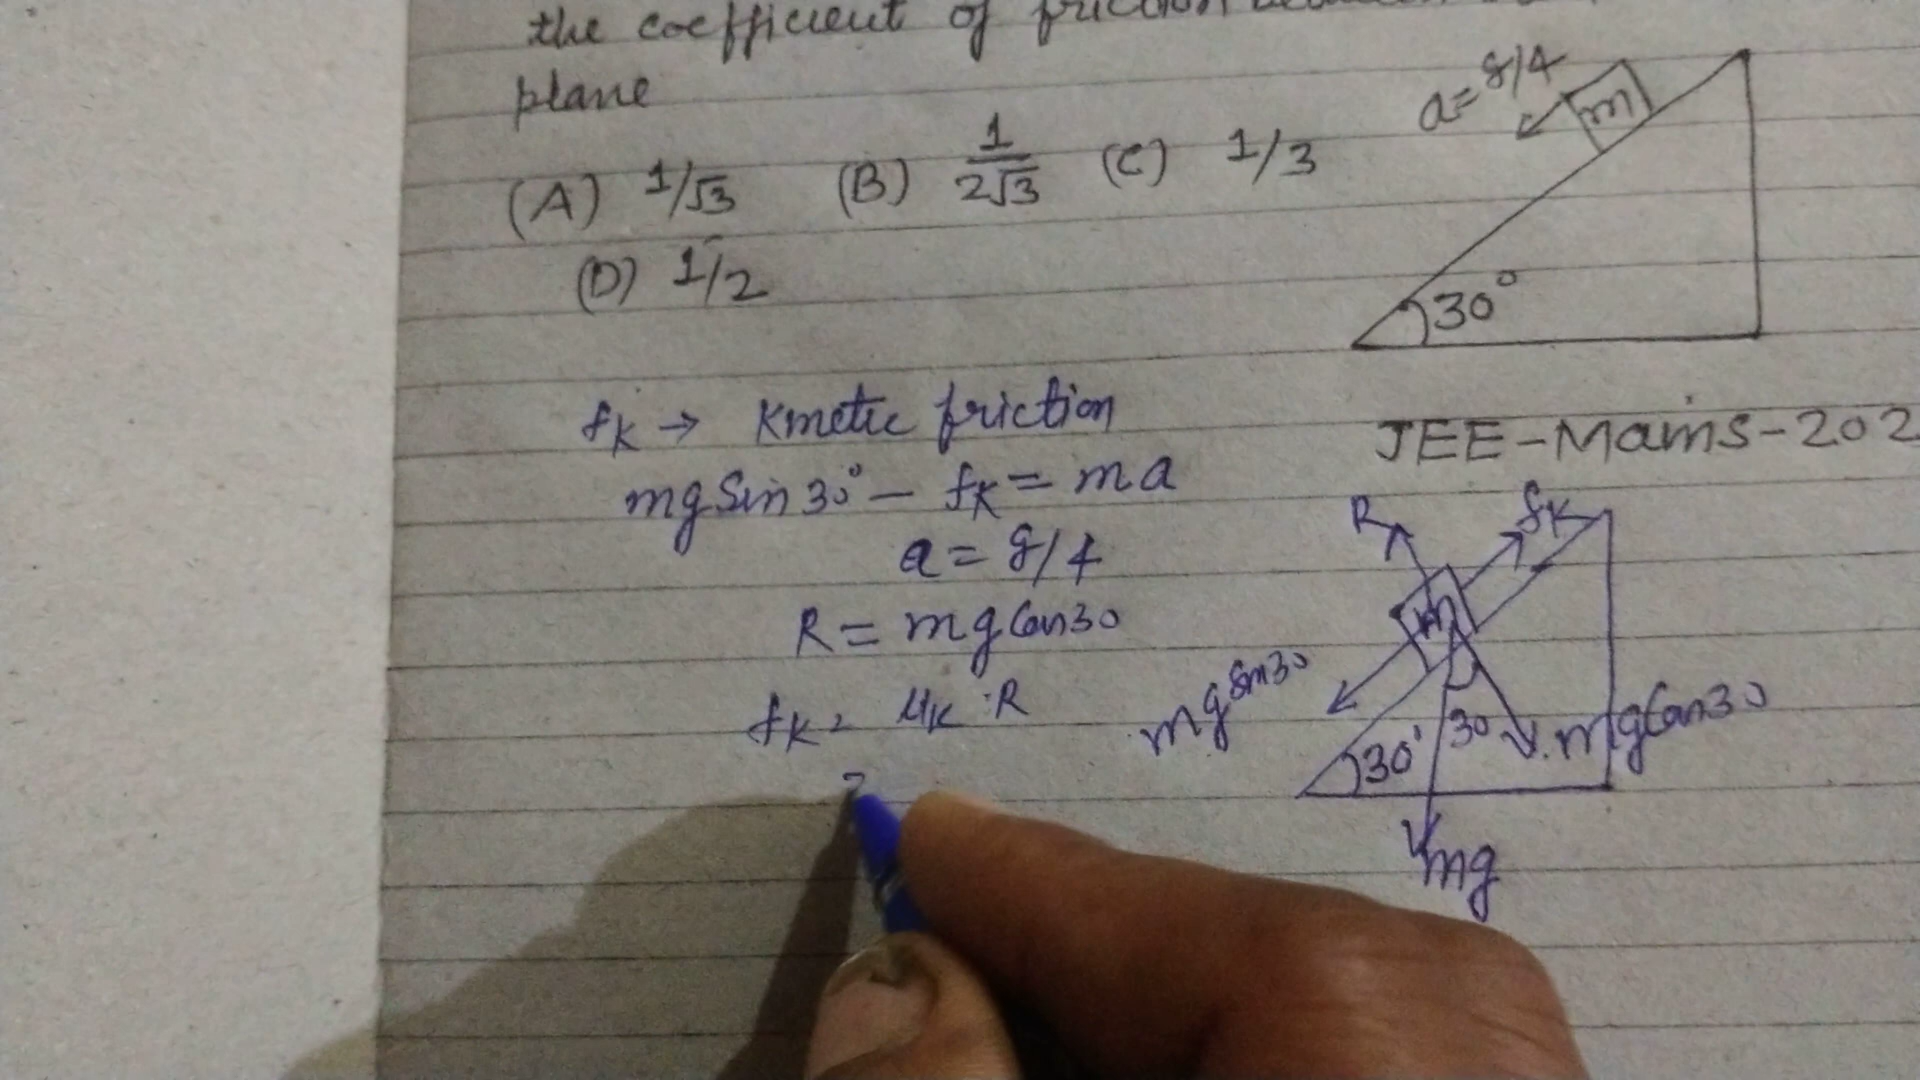 the coefficient of friction
plane
(A) 1/√3 (B) 1/2√3 (C) 1/3
(D) 1/2
a = g/4
m
30°
fK → Kinetic friction
mg Sin 30° – fK = ma
a = g/4
R = mg Cos 30
fK = μK · R
=
JEE-Mains-202
R
fK
m
mg Sin 30
30°
30
mg Cos 30
mg